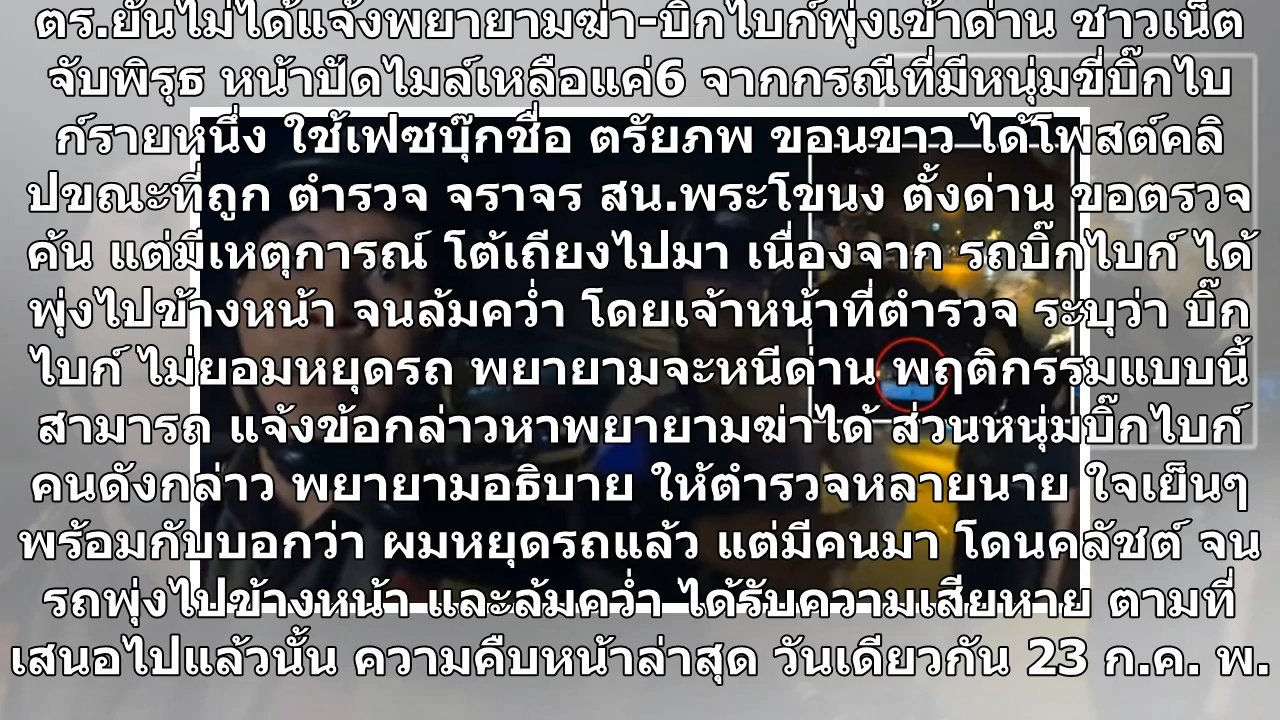 ตร.ยันไม่ได้แจ้งพยายามฆ่า-บิ๊กไบก์พุ่งเข้าด่าน ชาวเน็ต
จับพิรุธ หน้าปัดไมล์เหลือแค่6 จากกรณีที่มีหนุ่มขี่บิ๊กไบ
ก์รายหนึ่ง ใช้เฟซบุ๊กชื่อ ตรัยภพ ขอนขาว ได้โพสต์คลิ
ปขณะที่ถูก ตำรวจ จราจร สน.พระโขนง ตั้งด่าน ขอตรวจ
ค้น แต่มีเหตุการณ์ โต้เถียงไปมา เนื่องจาก รถบิ๊กไบก์ ได้
พุ่งไปข้างหน้า จนล้มคว่ำ โดยเจ้าหน้าที่ตำรวจ ระบุว่า บิ๊ก
ไบก์ ไม่ยอมหยุดรถ พยายามจะหนีด่าน พฤติกรรมแบบนี้
สามารถ แจ้งข้อกล่าวหาพยายามฆ่าได้ ส่วนหนุ่มบิ๊กไบก์
คนดังกล่าว พยายามอธิบาย ให้ตำรวจหลายนาย ใจเย็นๆ
พร้อมกับบอกว่า ผมหยุดรถแล้ว แต่มีคนมา โดนคลัชต์ จน
รถพุ่งไปข้างหน้า และล้มคว่ำ ได้รับความเสียหาย ตามที่
เสนอไปแล้วนั้น ความคืบหน้าล่าสุด วันเดียวกัน 23 ก.ค. พ.